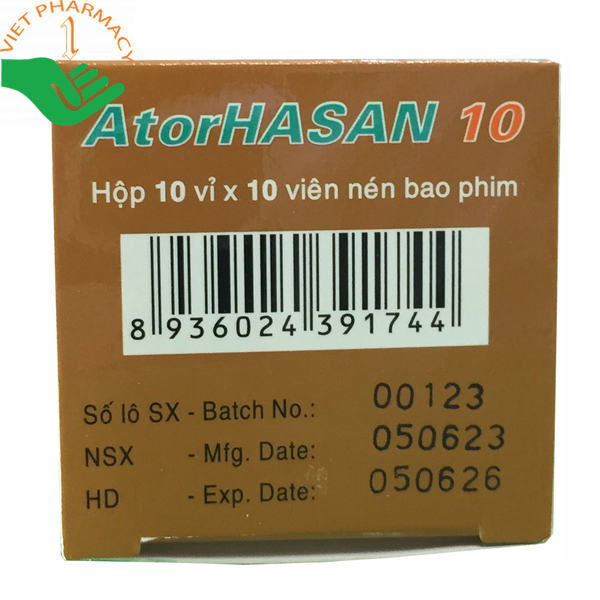 VIET PHARMACY
1
AtorHASAN 10
Hộp 10 vỉ x 10 viên nén bao phim
8 936024 391744
Số lô SX - Batch No.: 00123
NSX - Mfg. Date: 050623
HD - Exp. Date: 050626